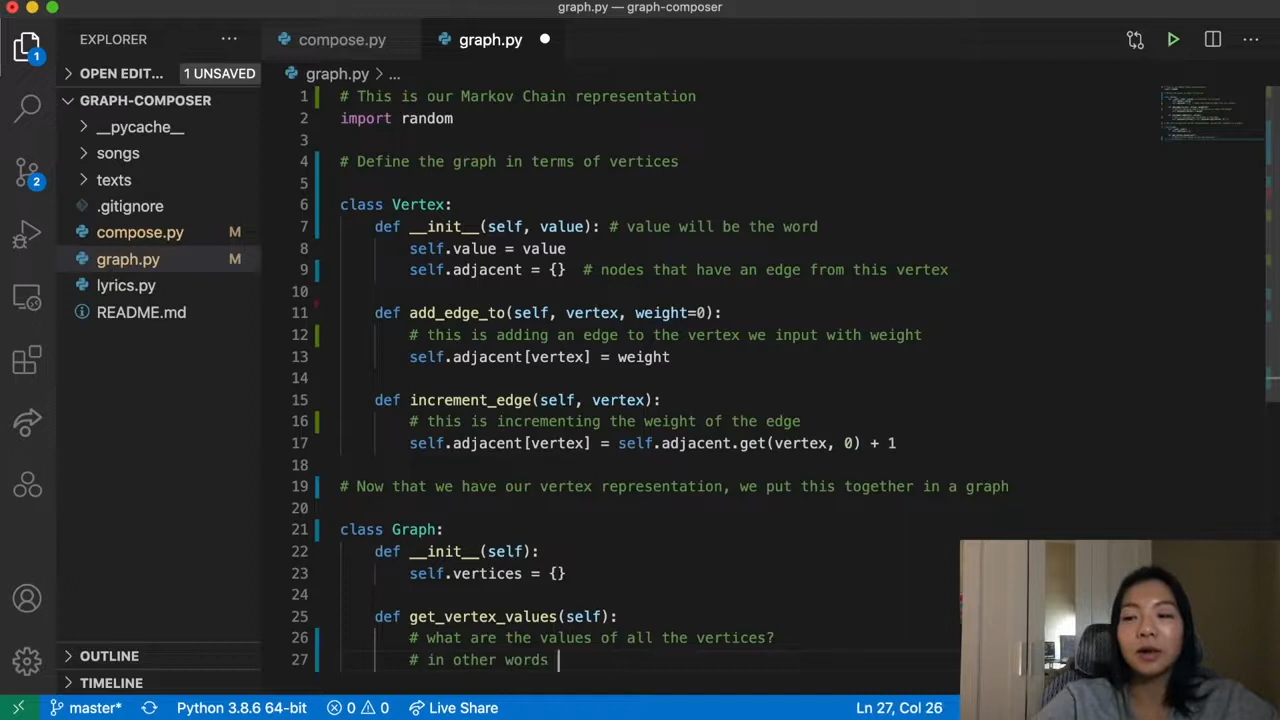 graph.py — graph-composer
EXPLORER
compose.py
graph.py
OPEN EDIT...
1 UNSAVED
graph.py > ...
GRAPH-COMPOSER
__pycache__
songs
texts
.gitignore
compose.py M
graph.py M
lyrics.py
README.md
OUTLINE
TIMELINE
1
2
1 # This is our Markov Chain representation
2 import random
3
4 # Define the graph in terms of vertices
5
6 class Vertex:
7 def __init__(self, value): # value will be the word
8 self.value = value
9 self.adjacent = {} # nodes that have an edge from this vertex
10
11 def add_edge_to(self, vertex, weight=0):
12 # this is adding an edge to the vertex we input with weight
13 self.adjacent[vertex] = weight
14
15 def increment_edge(self, vertex):
16 # this is incrementing the weight of the edge
17 self.adjacent[vertex] = self.adjacent.get(vertex, 0) + 1
18
19 # Now that we have our vertex representation, we put this together in a graph
20
21 class Graph:
22 def __init__(self):
23 self.vertices = {}
24
25 def get_vertex_values(self):
26 # what are the values of all the vertices?
27 # in other words
master* Python 3.8.6 64-bit 0 0 Live Share Ln 27, Col 26